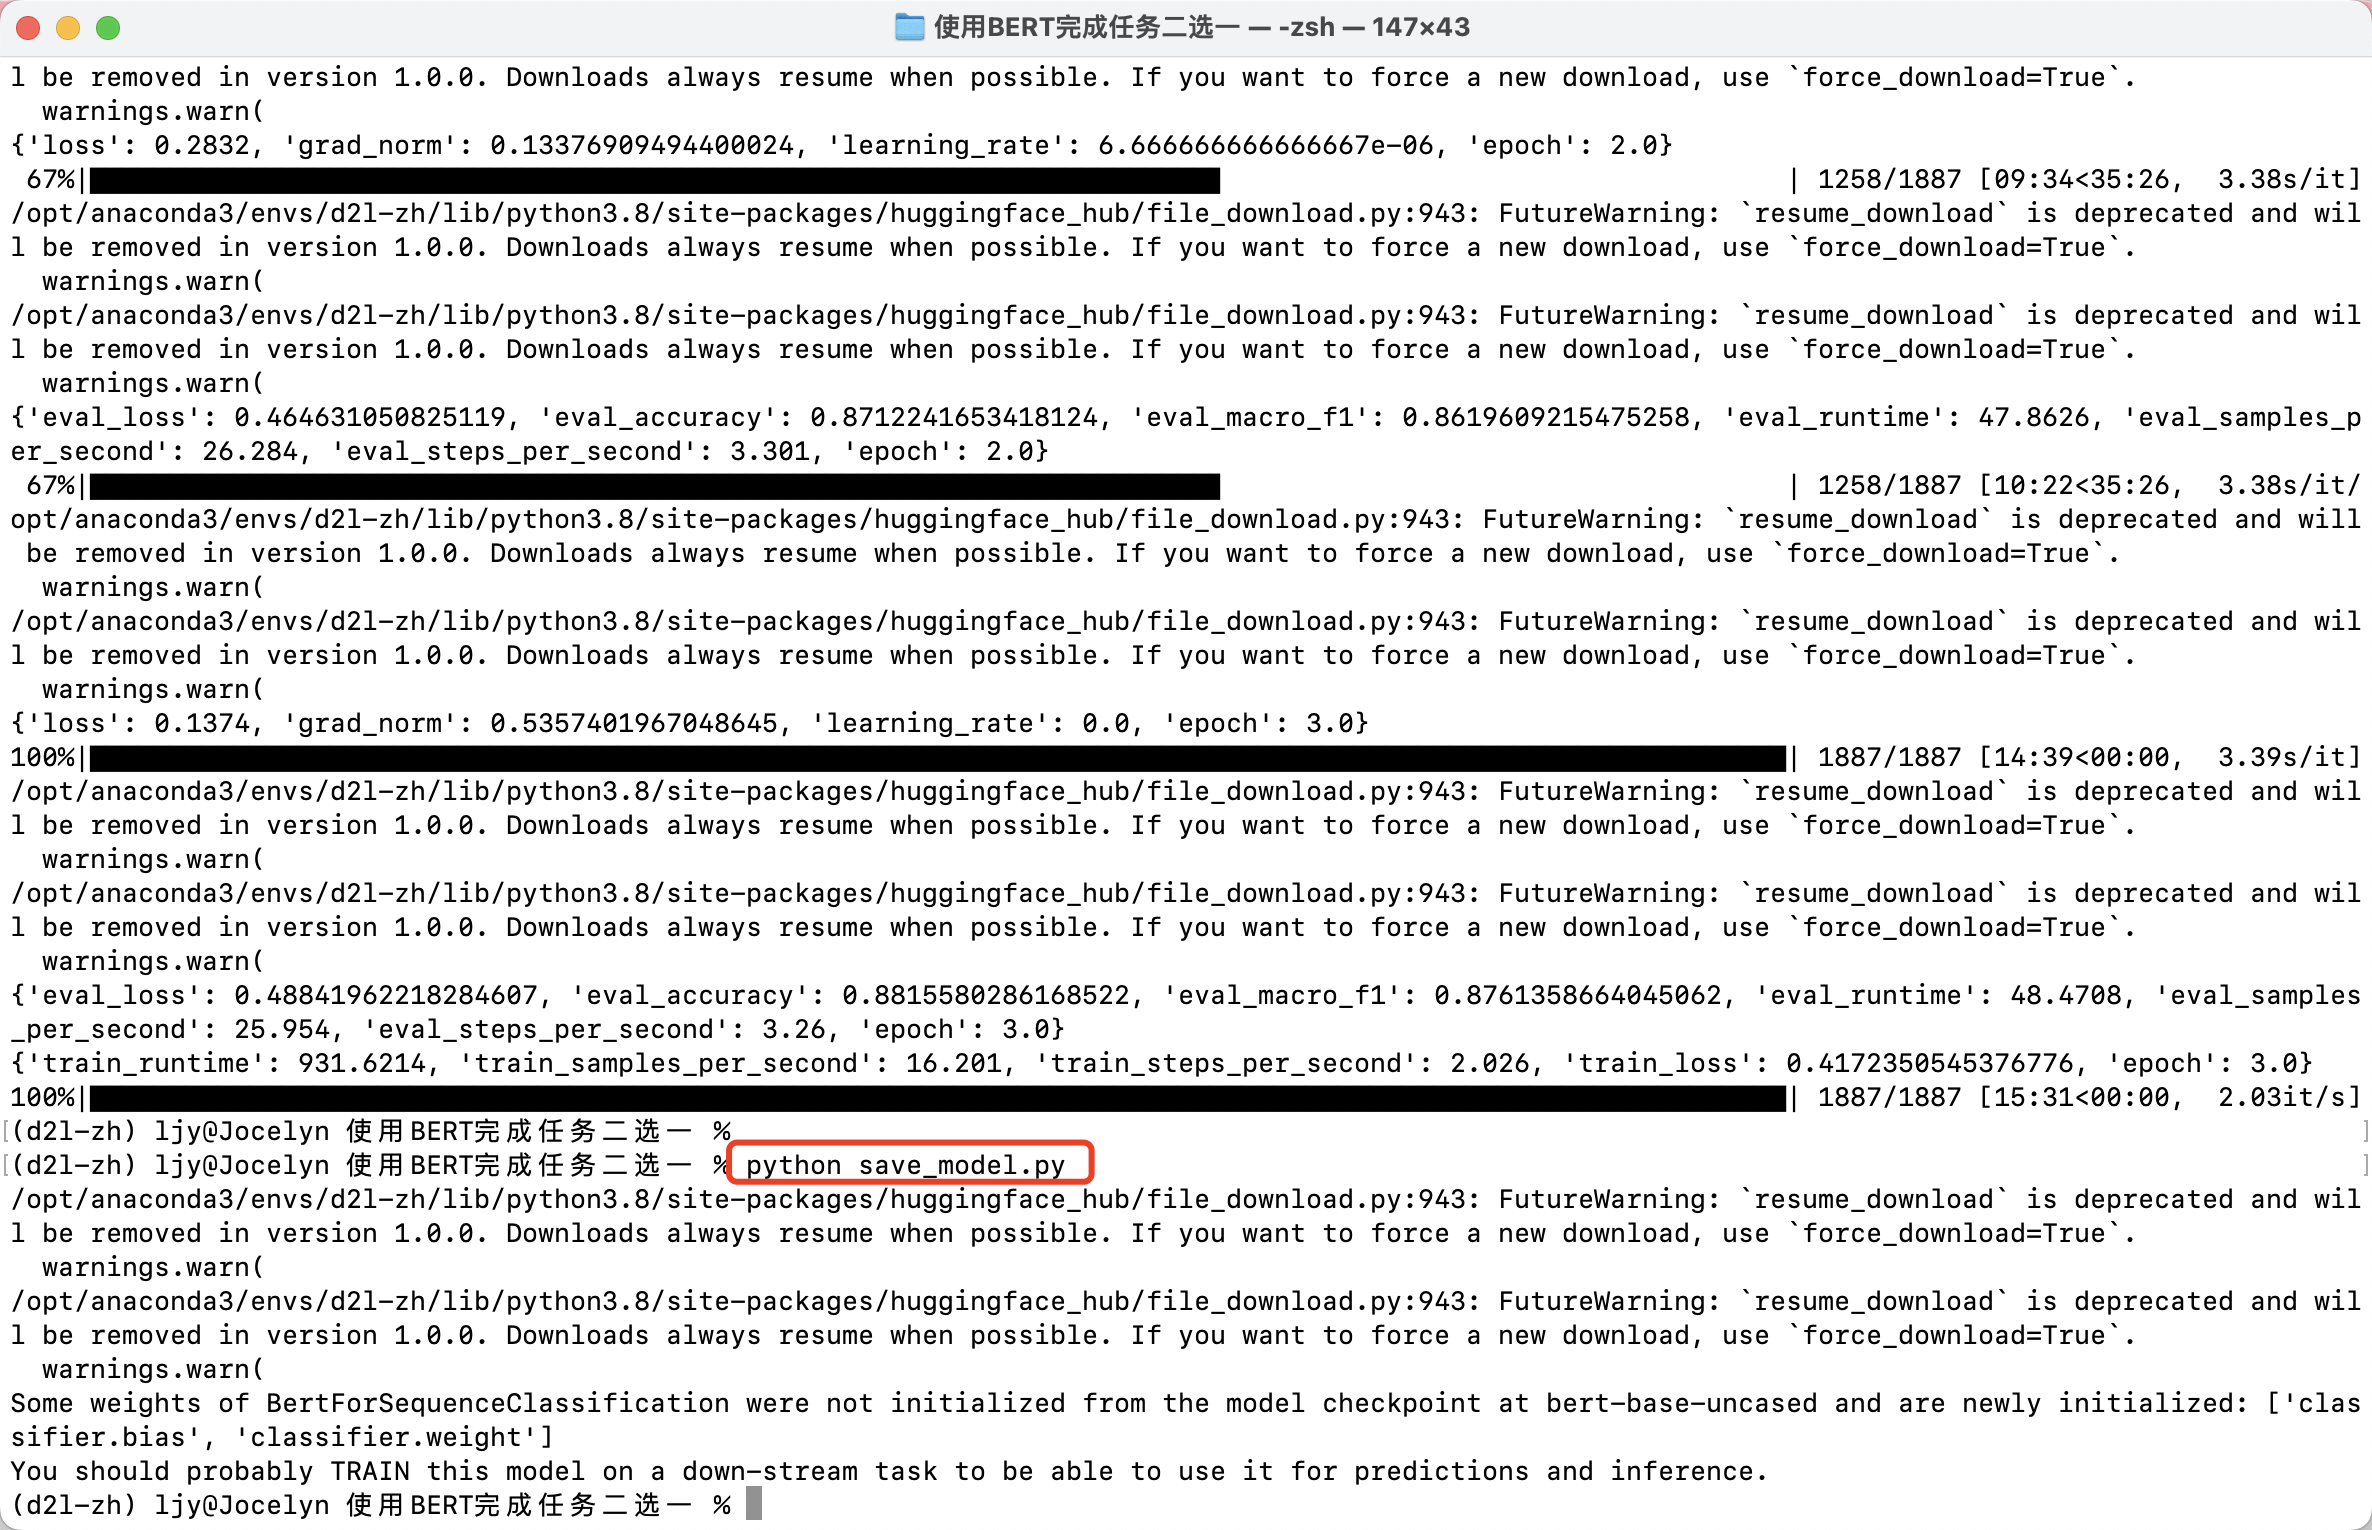 使用BERT完成任务二选一 — -zsh — 147×43
l be removed in version 1.0.0. Downloads always resume when possible. If you want to force a new download, use `force_download=True`.
  warnings.warn(
{'loss': 0.2832, 'grad_norm': 0.13376909494400024, 'learning_rate': 6.666666666666667e-06, 'epoch': 2.0}
 67%| | 1258/1887 [09:34<35:26,  3.38s/it]
/opt/anaconda3/envs/d2l-zh/lib/python3.8/site-packages/huggingface_hub/file_download.py:943: FutureWarning: `resume_download` is deprecated and wil
l be removed in version 1.0.0. Downloads always resume when possible. If you want to force a new download, use `force_download=True`.
  warnings.warn(
/opt/anaconda3/envs/d2l-zh/lib/python3.8/site-packages/huggingface_hub/file_download.py:943: FutureWarning: `resume_download` is deprecated and wil
l be removed in version 1.0.0. Downloads always resume when possible. If you want to force a new download, use `force_download=True`.
  warnings.warn(
{'eval_loss': 0.464631050825119, 'eval_accuracy': 0.8712241653418124, 'eval_macro_f1': 0.8619609215475258, 'eval_runtime': 47.8626, 'eval_samples_p
er_second': 26.284, 'eval_steps_per_second': 3.301, 'epoch': 2.0}
 67%| | 1258/1887 [10:22<35:26,  3.38s/it/
opt/anaconda3/envs/d2l-zh/lib/python3.8/site-packages/huggingface_hub/file_download.py:943: FutureWarning: `resume_download` is deprecated and will
 be removed in version 1.0.0. Downloads always resume when possible. If you want to force a new download, use `force_download=True`.
  warnings.warn(
/opt/anaconda3/envs/d2l-zh/lib/python3.8/site-packages/huggingface_hub/file_download.py:943: FutureWarning: `resume_download` is deprecated and wil
l be removed in version 1.0.0. Downloads always resume when possible. If you want to force a new download, use `force_download=True`.
  warnings.warn(
{'loss': 0.1374, 'grad_norm': 0.5357401967048645, 'learning_rate': 0.0, 'epoch': 3.0}
100%| | 1887/1887 [14:39<00:00,  3.39s/it]
/opt/anaconda3/envs/d2l-zh/lib/python3.8/site-packages/huggingface_hub/file_download.py:943: FutureWarning: `resume_download` is deprecated and wil
l be removed in version 1.0.0. Downloads always resume when possible. If you want to force a new download, use `force_download=True`.
  warnings.warn(
/opt/anaconda3/envs/d2l-zh/lib/python3.8/site-packages/huggingface_hub/file_download.py:943: FutureWarning: `resume_download` is deprecated and wil
l be removed in version 1.0.0. Downloads always resume when possible. If you want to force a new download, use `force_download=True`.
  warnings.warn(
{'eval_loss': 0.48841962218284607, 'eval_accuracy': 0.8815580286168522, 'eval_macro_f1': 0.8761358664045062, 'eval_runtime': 48.4708, 'eval_samples
_per_second': 25.954, 'eval_steps_per_second': 3.26, 'epoch': 3.0}
{'train_runtime': 931.6214, 'train_samples_per_second': 16.201, 'train_steps_per_second': 2.026, 'train_loss': 0.4172350545376776, 'epoch': 3.0}
100%| | 1887/1887 [15:31<00:00,  2.03it/s]
[(d2l-zh) ljy@Jocelyn 使用BERT完成任务二选一 % ]
[(d2l-zh) ljy@Jocelyn 使用BERT完成任务二选一 % python save_model.py ]
/opt/anaconda3/envs/d2l-zh/lib/python3.8/site-packages/huggingface_hub/file_download.py:943: FutureWarning: `resume_download` is deprecated and wil
l be removed in version 1.0.0. Downloads always resume when possible. If you want to force a new download, use `force_download=True`.
  warnings.warn(
/opt/anaconda3/envs/d2l-zh/lib/python3.8/site-packages/huggingface_hub/file_download.py:943: FutureWarning: `resume_download` is deprecated and wil
l be removed in version 1.0.0. Downloads always resume when possible. If you want to force a new download, use `force_download=True`.
  warnings.warn(
Some weights of BertForSequenceClassification were not initialized from the model checkpoint at bert-base-uncased and are newly initialized: ['clas
sifier.bias', 'classifier.weight']
You should probably TRAIN this model on a down-stream task to be able to use it for predictions and inference.
(d2l-zh) ljy@Jocelyn 使用BERT完成任务二选一 %